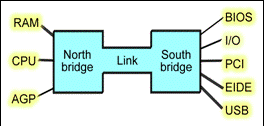 RAM
CPU
AGP
North
bridge
Link
South
bridge
BIOS
I/O
PCI
EIDE
USB